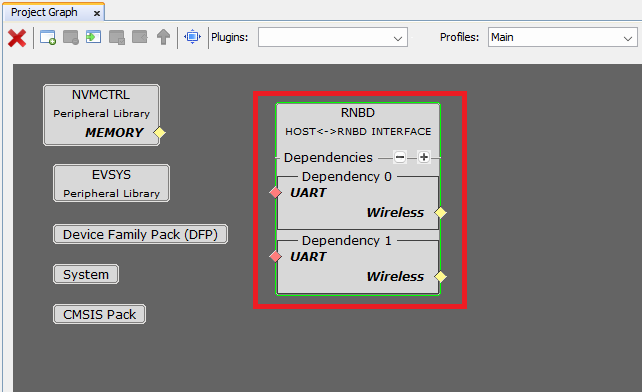 Project Graph x
Plugins:
Profiles: Main
NVMCTRL
Peripheral Library
MEMORY
EVSYS
Peripheral Library
Device Family Pack (DFP)
System
CMSIS Pack
RNBD
HOST<->RNBD INTERFACE
Dependencies
Dependency 0
UART
Wireless
Dependency 1
UART
Wireless